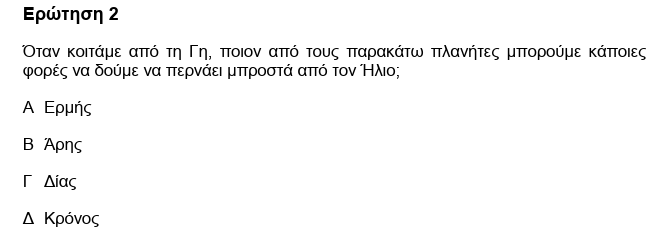 Ερώτηση 2
Όταν κοιτάμε από τη Γη, ποιον από τους παρακάτω πλανήτες μπορούμε κάποιες
φορές να δούμε να περνάει μπροστά από τον Ήλιο;
Α Ερμής
Β Άρης
Γ Δίας
Δ Κρόνος